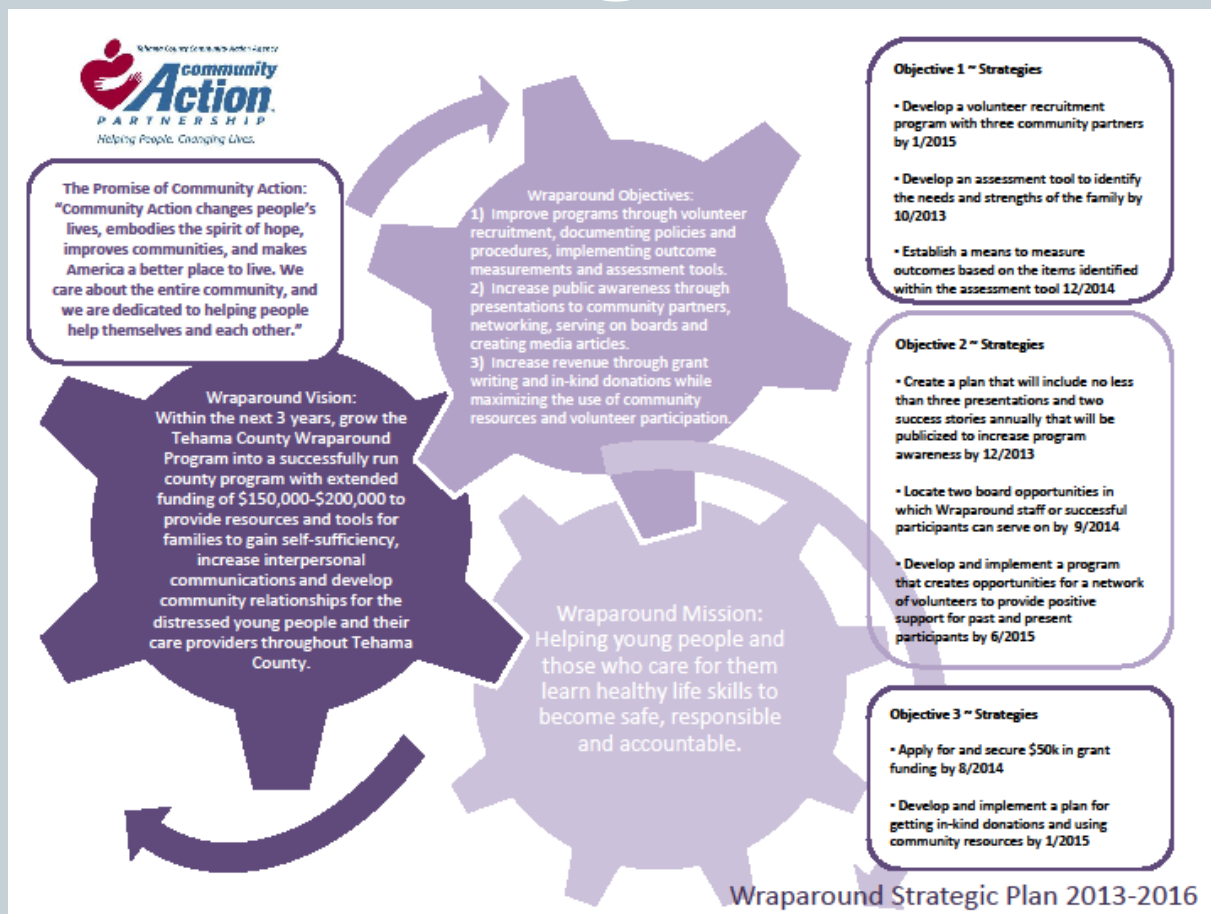 Tehama County Community Action Agency
community
Action
PARTNERSHIP
Helping People. Changing Lives.
The Promise of Community Action:
“Community Action changes people’s
lives, embodies the spirit of hope,
improves communities, and makes
America a better place to live. We
care about the entire community, and
we are dedicated to helping people
help themselves and each other.”
Wraparound Vision:
Within the next 3 years, grow the
Tehama County Wraparound
Program into a successfully run
county program with extended
funding of $150,000-$200,000 to
provide resources and tools for
families to gain self-sufficiency,
increase interpersonal
communications and develop
community relationships for the
distressed young people and their
care providers throughout Tehama
County.
Wraparound Objectives:
1) Improve programs through volunteer
recruitment, documenting policies and
procedures, implementing outcome
measurements and assessment tools.
2) Increase public awareness through
presentations to community partners,
networking, serving on boards and
creating media articles.
3) Increase revenue through grant
writing and in-kind donations while
maximizing the use of community
resources and volunteer participation.
Wraparound Mission:
Helping young people and
those who care for them
learn healthy life skills to
become safe, responsible
and accountable.
Objective 1 ~ Strategies
• Develop a volunteer recruitment
program with three community partners
by 1/2015
• Develop an assessment tool to identify
the needs and strengths of the family by
10/2013
• Establish a means to measure
outcomes based on the items identified
within the assessment tool 12/2014
Objective 2 ~ Strategies
• Create a plan that will include no less
than three presentations and two
success stories annually that will be
publicized to increase program
awareness by 12/2013
• Locate two board opportunities in
which Wraparound staff or successful
participants can serve on by 9/2014
• Develop and implement a program
that creates opportunities for a network
of volunteers to provide positive
support for past and present
participants by 6/2015
Objective 3 ~ Strategies
• Apply for and secure $50k in grant
funding by 8/2014
• Develop and implement a plan for
getting in-kind donations and using
community resources by 1/2015
Wraparound Strategic Plan 2013-2016